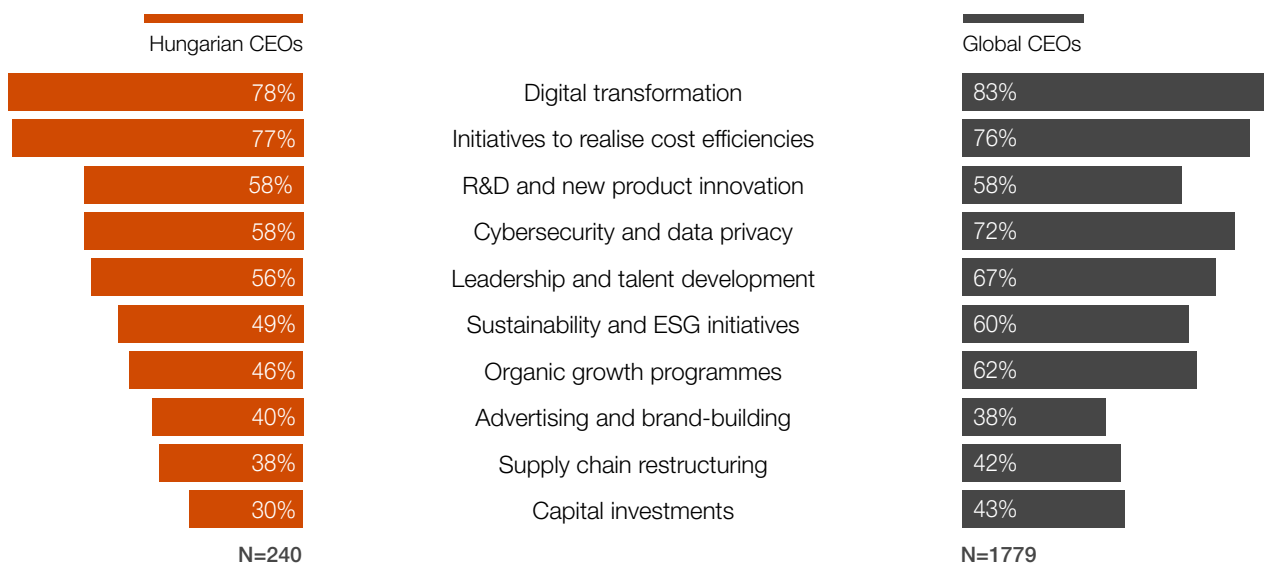 Hungarian CEOs Global CEOs
78% Digital transformation 83%
77% Initiatives to realise cost efficiencies 76%
58% R&D and new product innovation 58%
58% Cybersecurity and data privacy 72%
56% Leadership and talent development 67%
49% Sustainability and ESG initiatives 60%
46% Organic growth programmes 62%
40% Advertising and brand-building 38%
38% Supply chain restructuring 42%
30% Capital investments 43%
N=240 N=1779